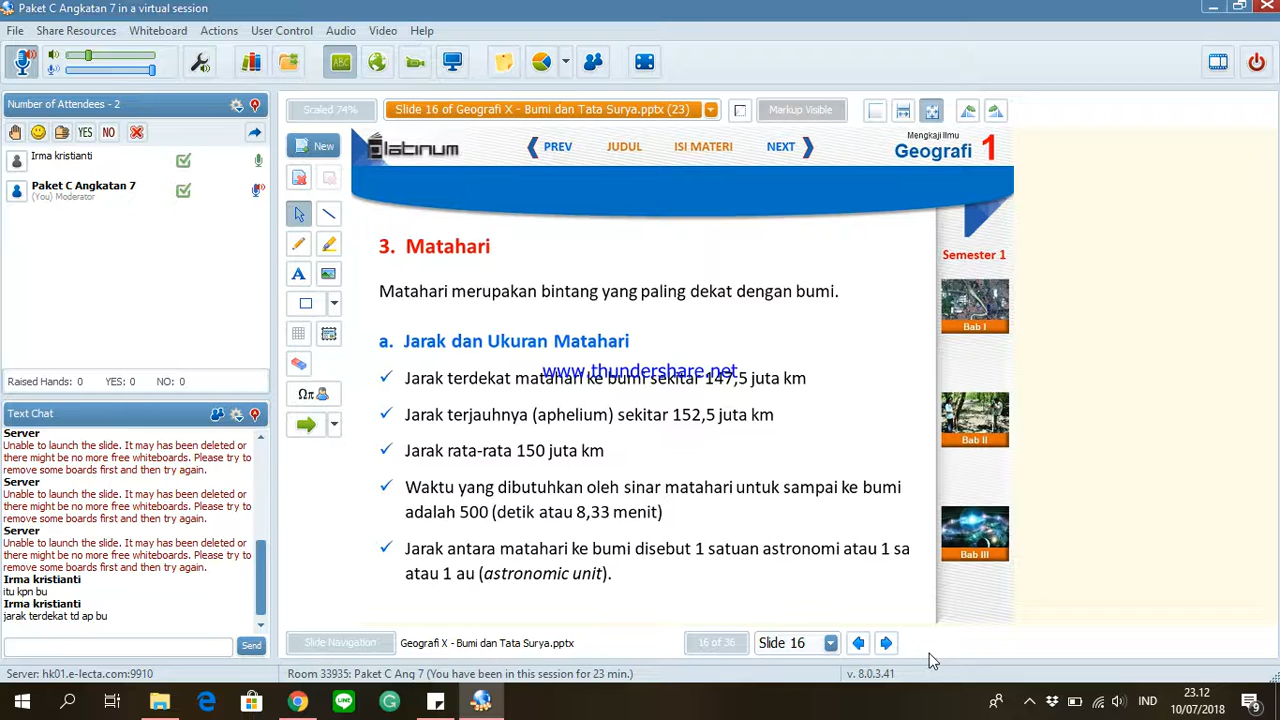 Paket C Angkatan 7 in a virtual session
File Share Resources Whiteboard Actions User Control Audio Video Help
Number of Attendees - 2
YES NO
Irma kristianti
Paket C Angkatan 7
(You) Moderator
Raised Hands: 0 YES: 0 NO: 0
Text Chat
Server
Unable to launch the slide. It may has been deleted or
there might be no more free whiteboards. Please try to
remove some boards first and then try again.
Server
Unable to launch the slide. It may has been deleted or
there might be no more free whiteboards. Please try to
remove some boards first and then try again.
Server
Unable to launch the slide. It may has been deleted or
there might be no more free whiteboards. Please try to
remove some boards first and then try again.
Irma kristianti
itu kpn bu
Irma kristianti
jarak terdekat td ap bu
Send
ABC
Scaled 74% Slide 16 of Geografi X - Bumi dan Tata Surya.pptx (23) Markup Visible
New
A
Ωπ
Platinum PREV JUDUL ISI MATERI NEXT
Mengkaji Ilmu
Geografi 1
Semester 1
Bab I
Bab II
Bab III
3. Matahari
Matahari merupakan bintang yang paling dekat dengan bumi.
a. Jarak dan Ukuran Matahari
www.thundershare.net
Jarak terdekat matahari ke bumi sekitar 147,5 juta km
Jarak terjauhnya (aphelium) sekitar 152,5 juta km
Jarak rata-rata 150 juta km
Waktu yang dibutuhkan oleh sinar matahari untuk sampai ke bumi
adalah 500 (detik atau 8,33 menit)
Jarak antara matahari ke bumi disebut 1 satuan astronomi atau 1 sa
atau 1 au (astronomic unit).
Slide Navigation Geografi X - Bumi dan Tata Surya.pptx 16 of 36 Slide 16
Server: hk01.e-lecta.com:9910 Room 33935: Paket C Ang 7 (You have been in this session for 23 min.) v. 8.0.3.41
LINE G IND
23.12
10/07/2018
9